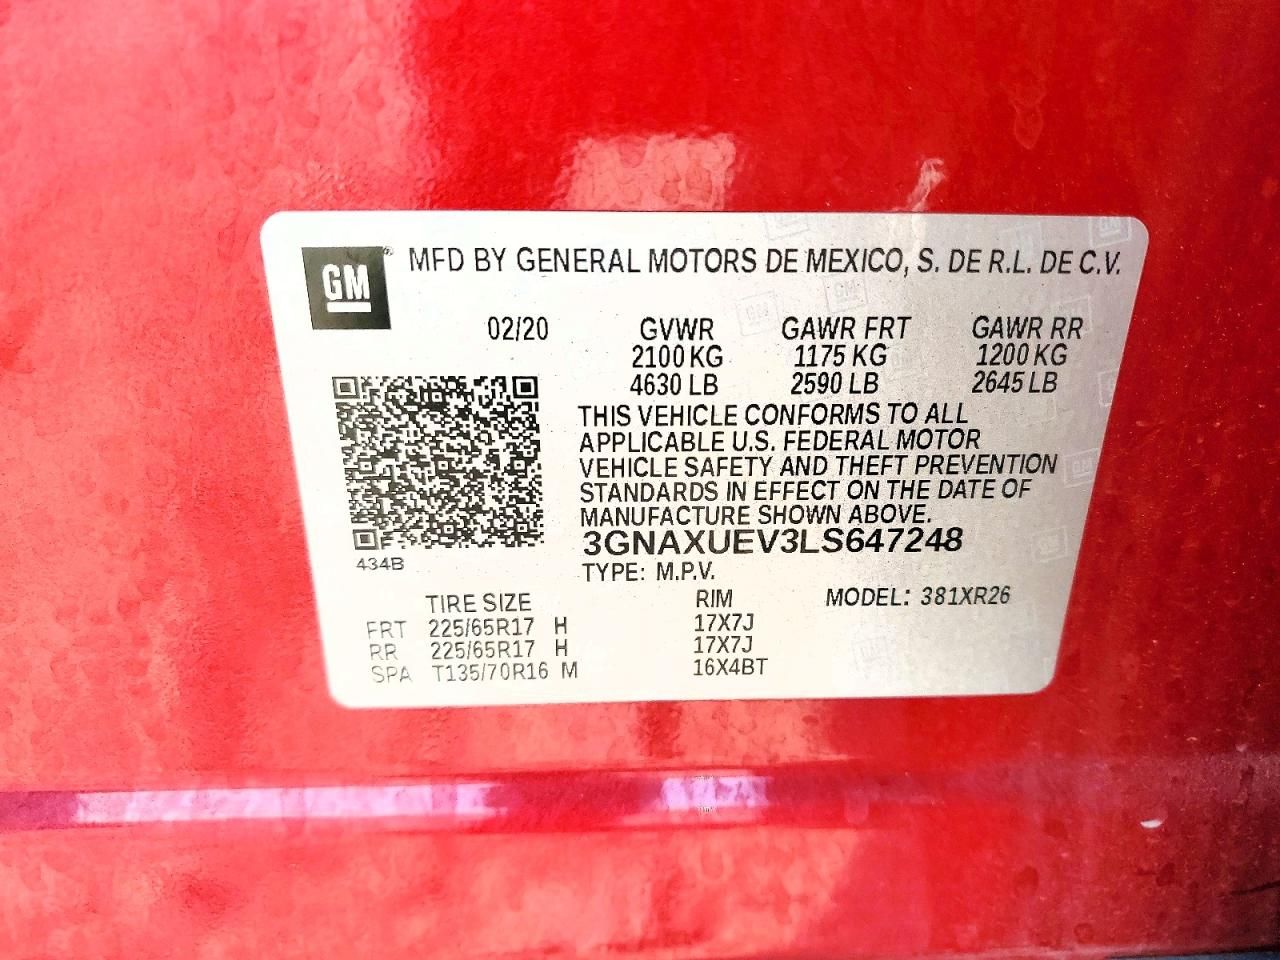 GM® MFD BY GENERAL MOTORS DE MEXICO, S. DE R.L. DE C.V.
02/20 GVWR GAWR FRT GAWR RR
2100 KG 1175 KG 1200 KG
4630 LB 2590 LB 2645 LB
THIS VEHICLE CONFORMS TO ALL
APPLICABLE U.S. FEDERAL MOTOR
VEHICLE SAFETY AND THEFT PREVENTION
STANDARDS IN EFFECT ON THE DATE OF
MANUFACTURE SHOWN ABOVE.
3GNAXUEV3LS647248
434B
TYPE: M.P.V.
TIRE SIZE RIM MODEL: 381XR26
FRT 225/65R17 H 17X7J
RR 225/65R17 H 17X7J
SPA T135/70R16 M 16X4BT